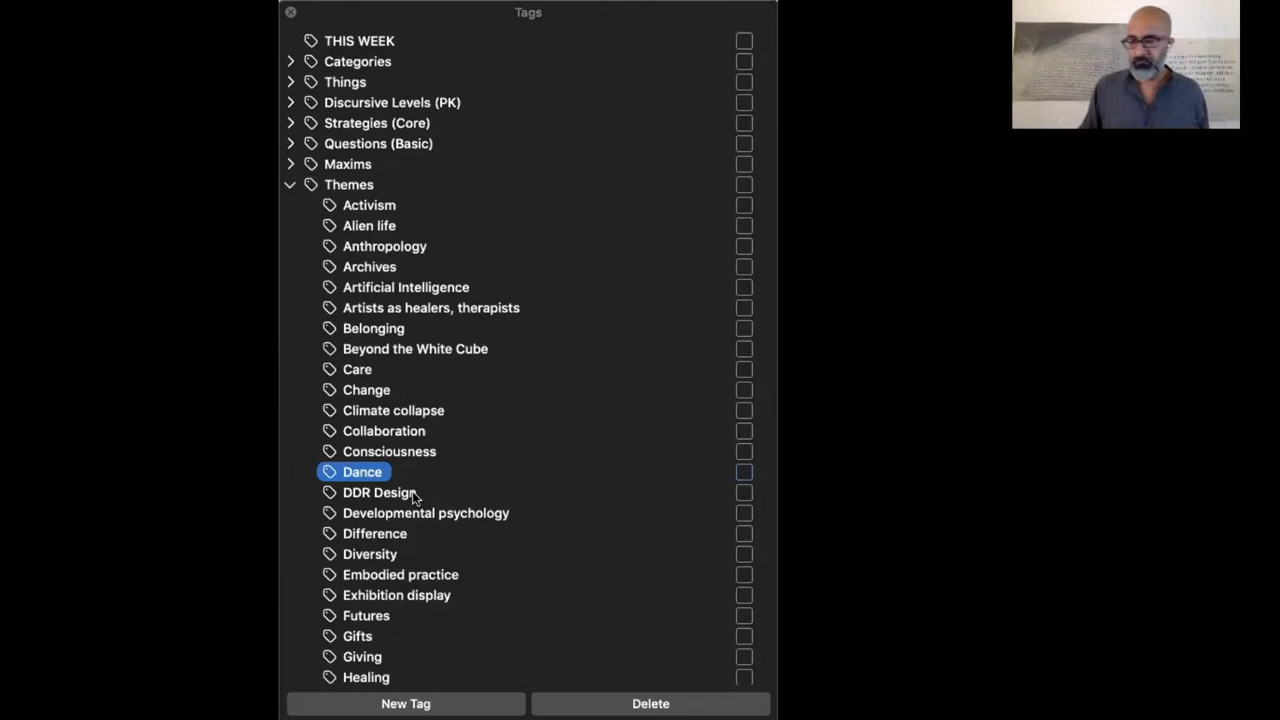 Tags
THIS WEEK
Categories
Things
Discursive Levels (PK)
Strategies (Core)
Questions (Basic)
Maxims
Themes
Activism
Alien life
Anthropology
Archives
Artificial Intelligence
Artists as healers, therapists
Belonging
Beyond the White Cube
Care
Change
Climate collapse
Collaboration
Consciousness
Dance
DDR Design
Developmental psychology
Difference
Diversity
Embodied practice
Exhibition display
Futures
Gifts
Giving
Healing
New Tag
Delete